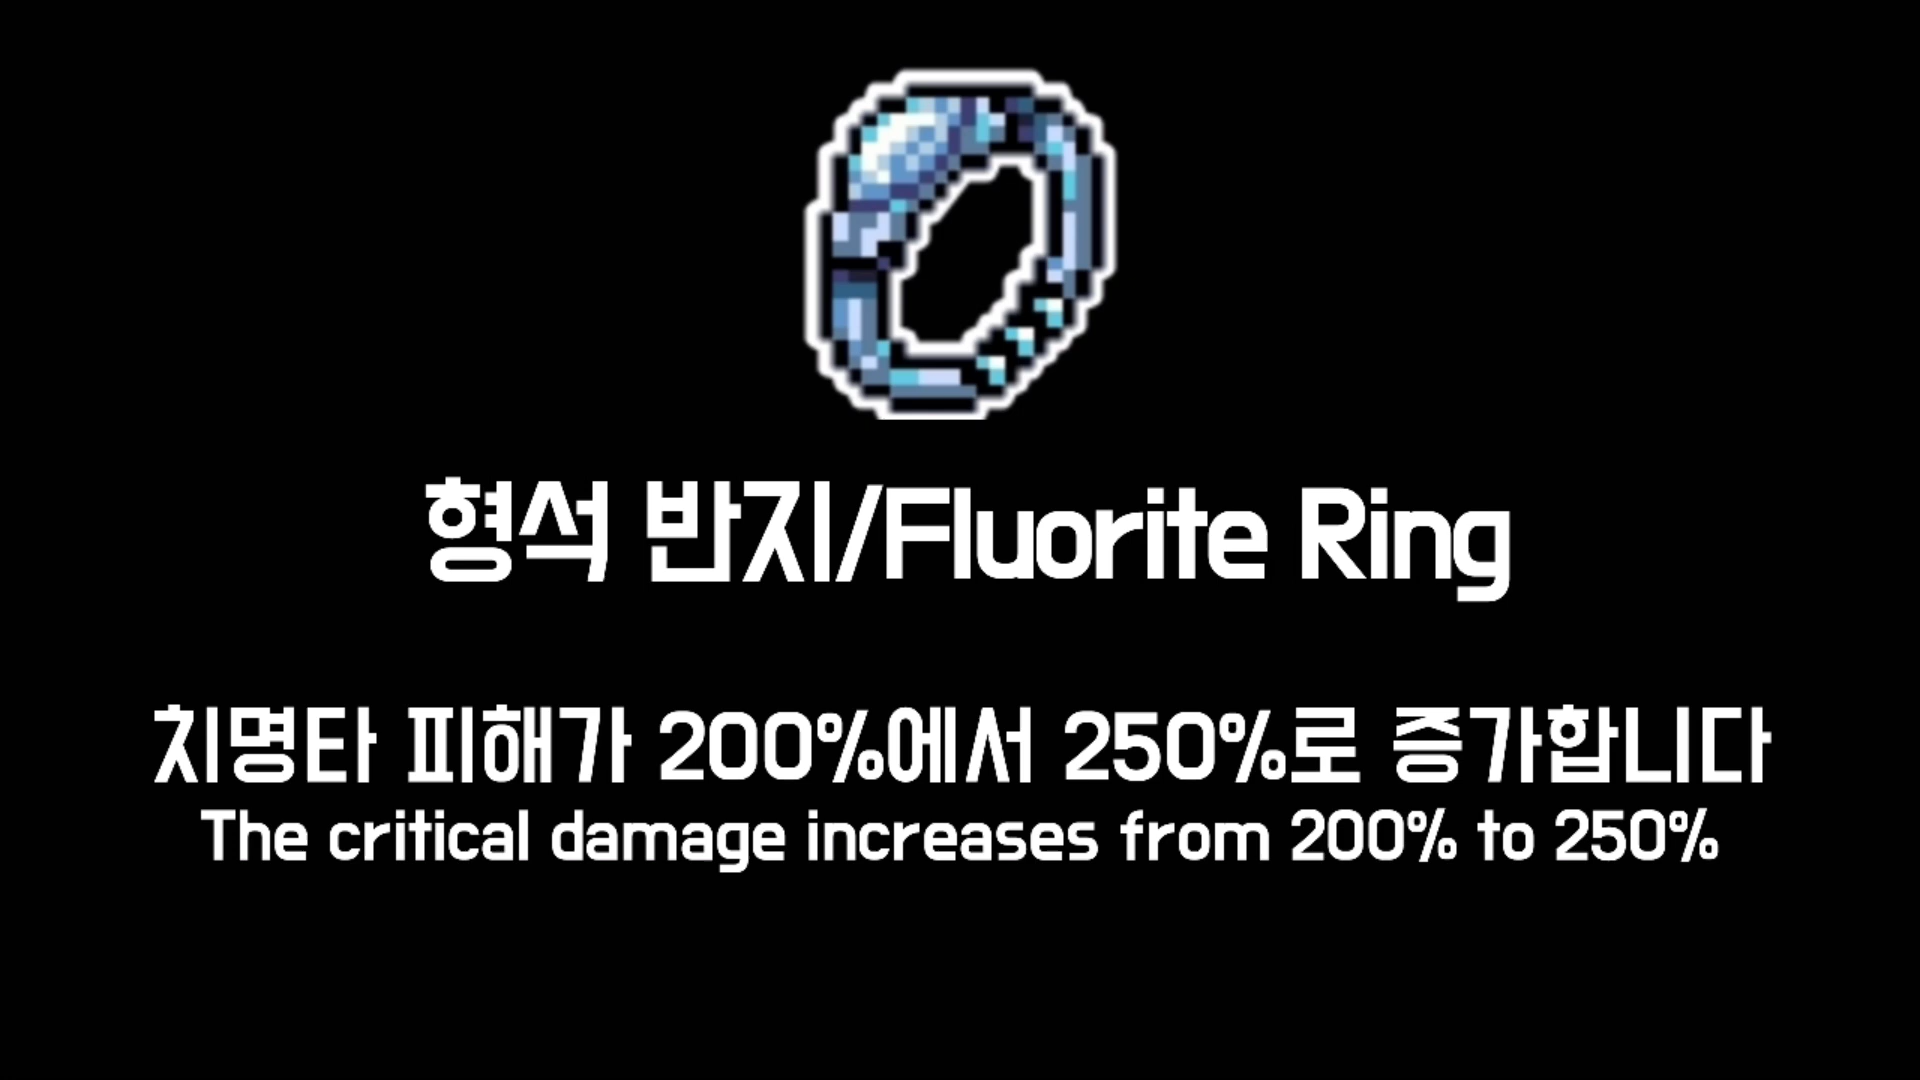 형석 반지/Fluorite Ring
치명타 피해가 200%에서 250%로 증가합니다
The critical damage increases from 200% to 250%